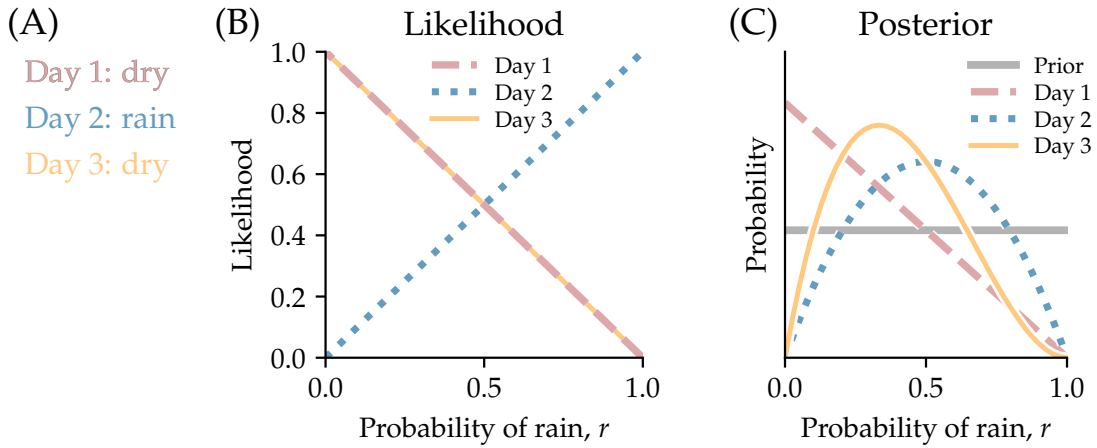 (A)
Day 1: dry
Day 2: rain
Day 3: dry
(B)
Likelihood
Likelihood
1.0
0.8
0.6
0.4
0.2
0.0
Day 1
Day 2
Day 3
0.0 0.5 1.0
Probability of rain, r
(C)
Posterior
Probability
Prior
Day 1
Day 2
Day 3
0.0 0.5 1.0
Probability of rain, r